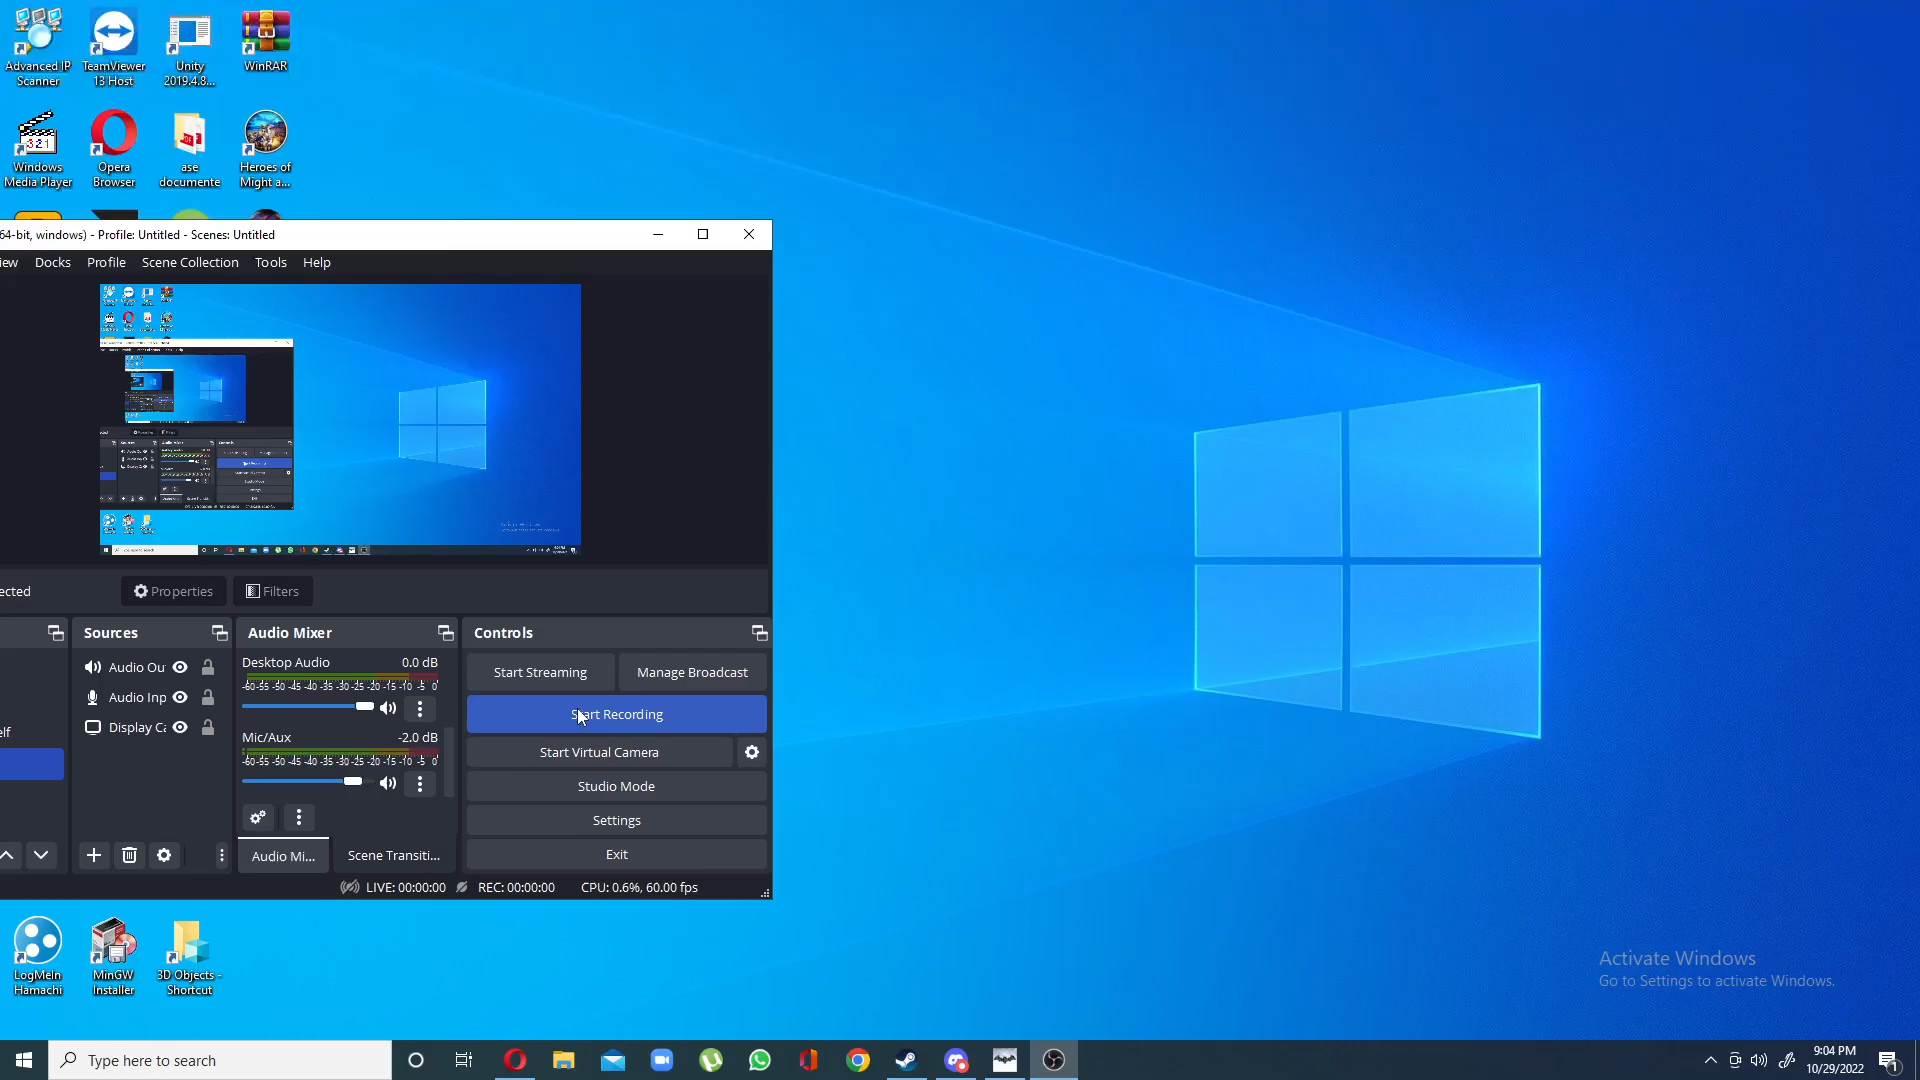 Advanced IP
Scanner
TeamViewer
13 Host
Unity
2019.4.8...
WinRAR
321
Windows
Media Player
Opera
Browser
PDF
ase
documente
Heroes of
Might a...
64-bit, windows) - Profile: Untitled - Scenes: Untitled
iew
Docks
Profile
Scene Collection
Tools
Help
ected
Properties
Filters
Sources
Audio Ou
Audio Inp
Display Ca
elf
Audio Mixer
Desktop Audio
0.0 dB
-60 -55 -50 -45 -40 -35 -30 -25 -20 -15 -10 -5 0
Mic/Aux
-2.0 dB
-60 -55 -50 -45 -40 -35 -30 -25 -20 -15 -10 -5 0
Audio Mi...
Scene Transiti...
Controls
Start Streaming
Manage Broadcast
Start Recording
Start Virtual Camera
Studio Mode
Settings
Exit
LIVE: 00:00:00
REC: 00:00:00
CPU: 0.6%, 60.00 fps
LogMeIn
Hamachi
MinGW
Installer
3D Objects -
Shortcut
Activate Windows
Go to Settings to activate Windows.
Type here to search
9:04 PM
10/29/2022
1